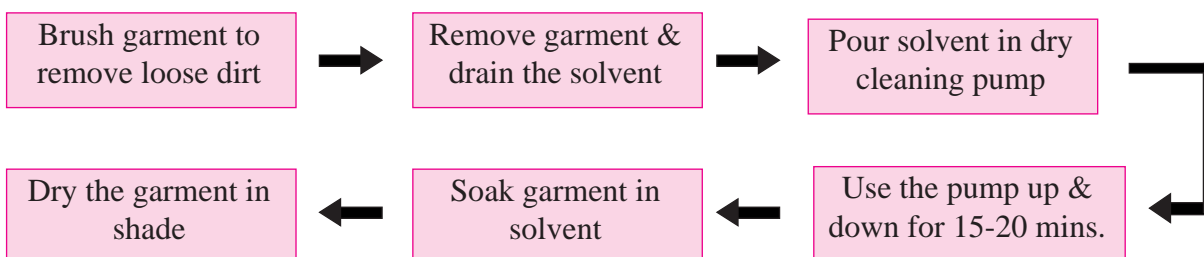 Brush garment to
remove loose dirt
Remove garment &
drain the solvent
Pour solvent in dry
cleaning pump
Use the pump up &
down for 15-20 mins.
Soak garment in
solvent
Dry the garment in
shade